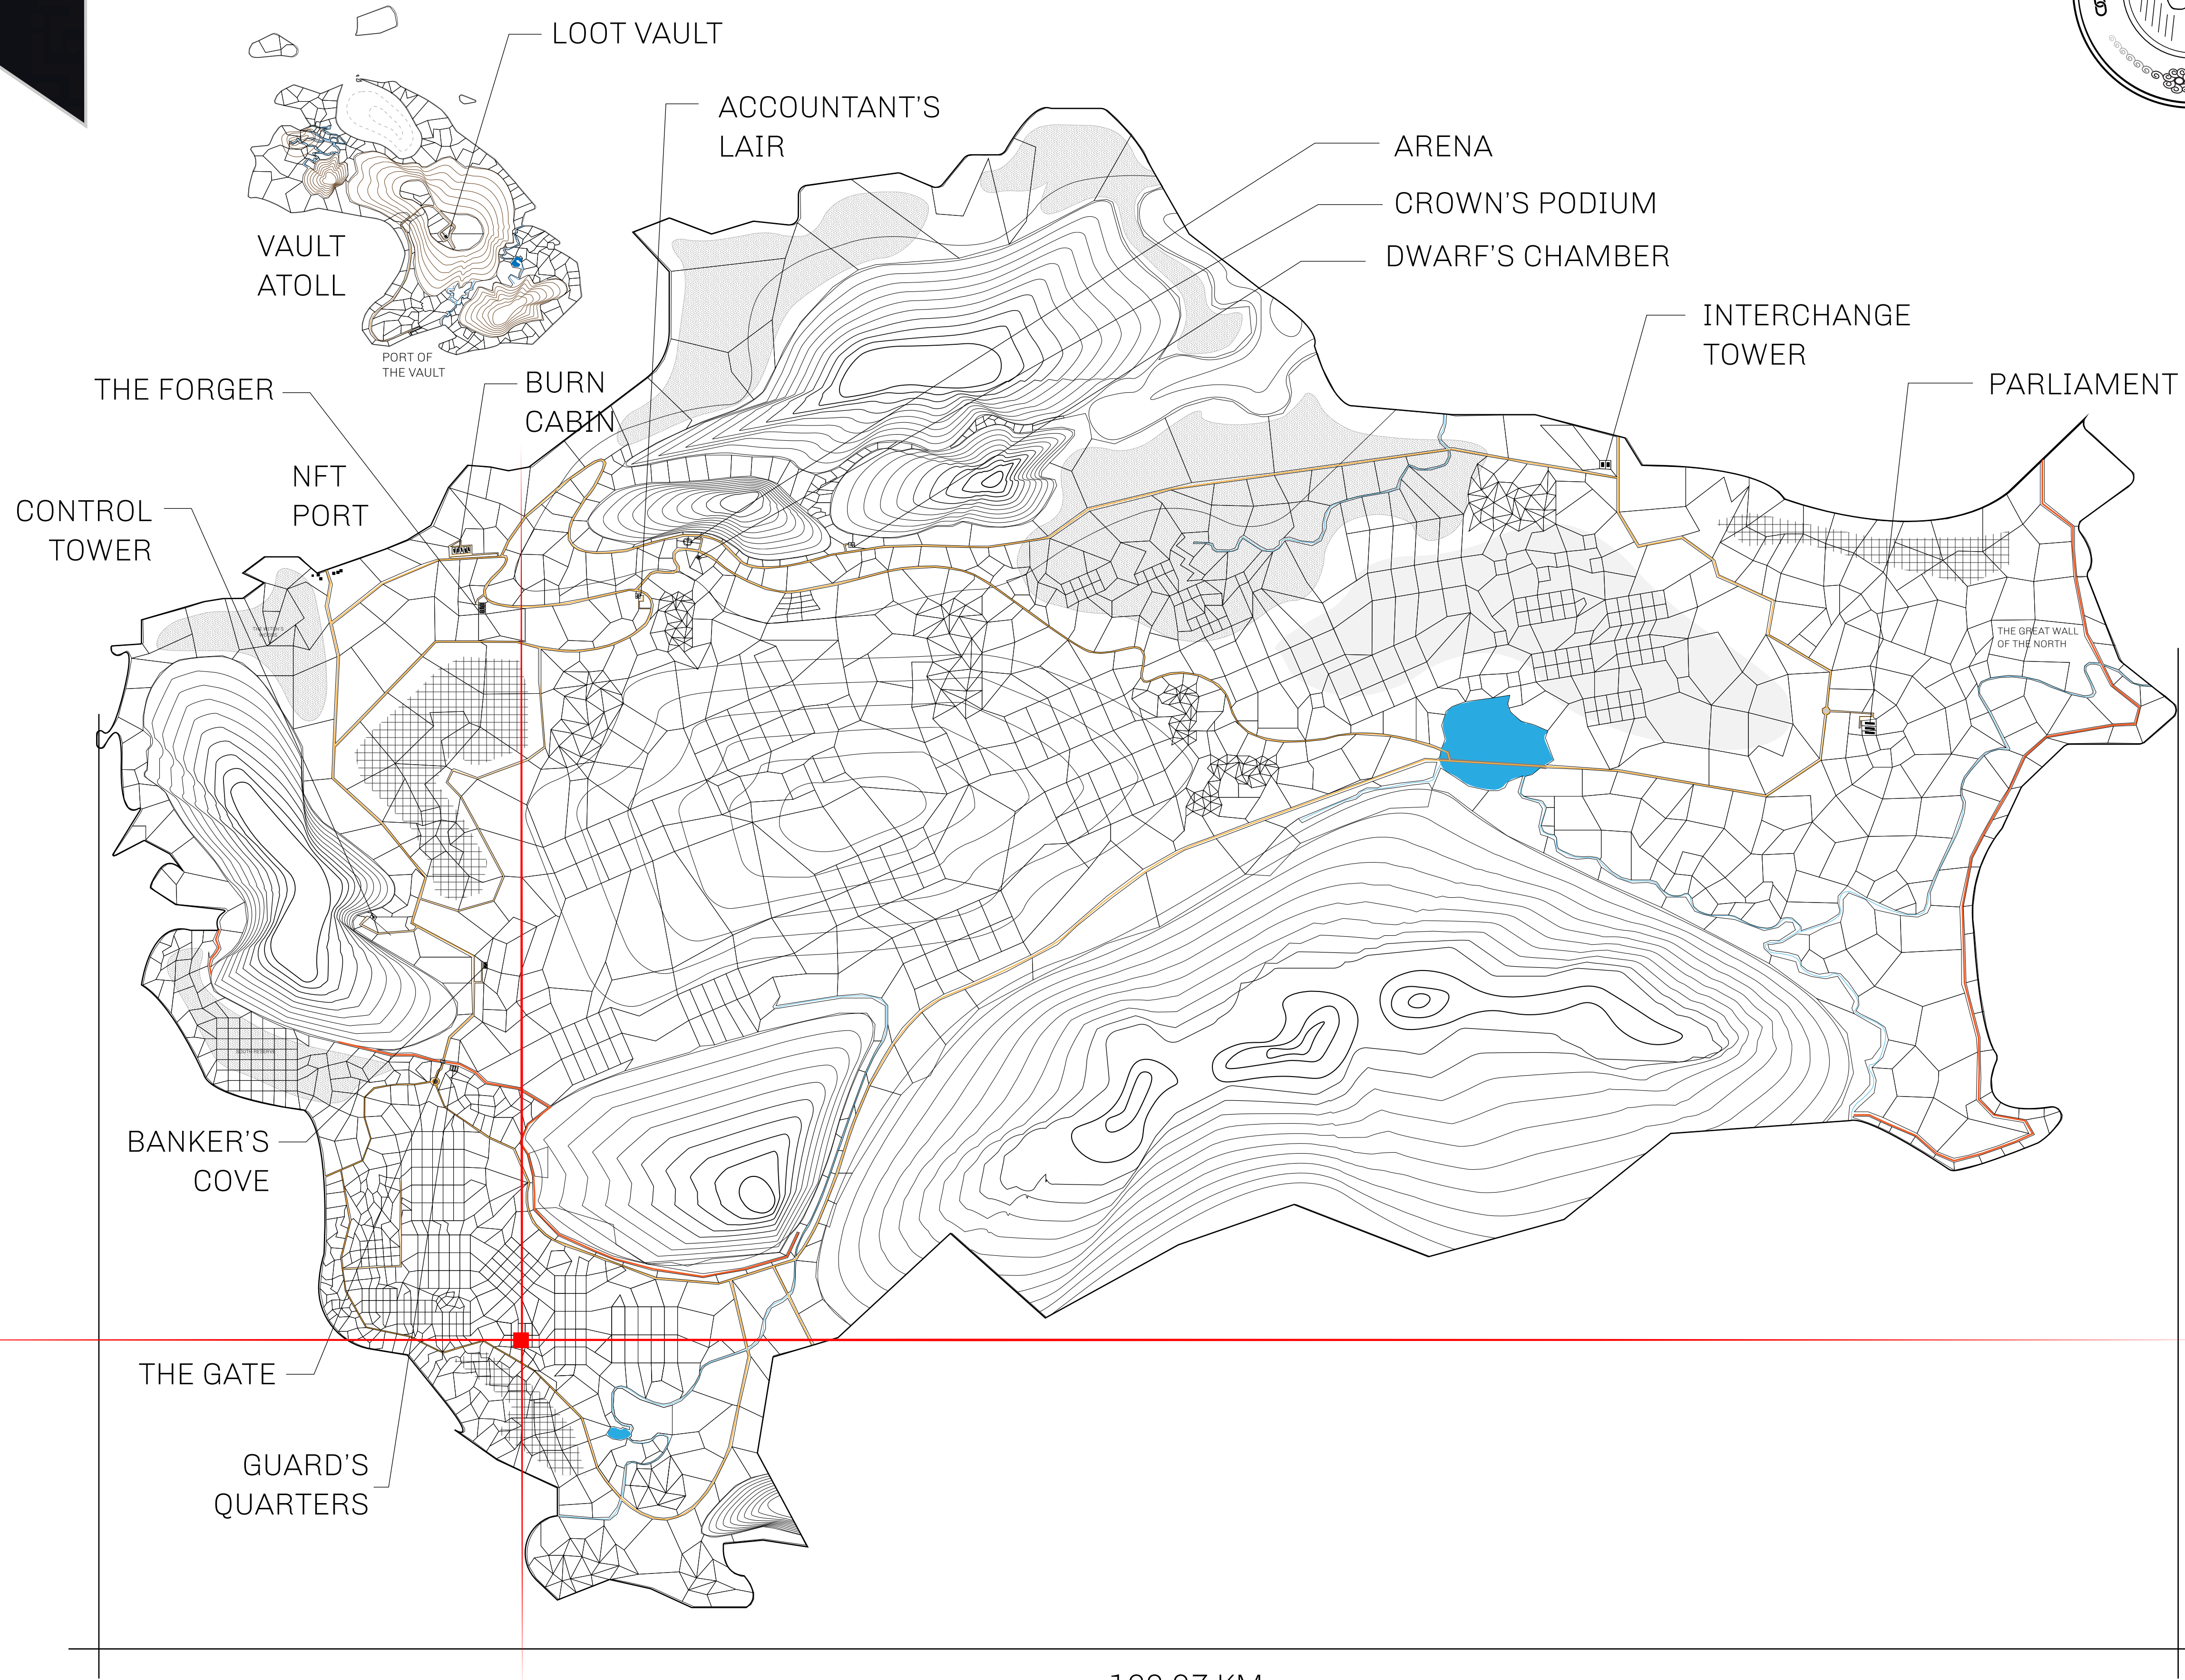 LOOT VAULT
ACCOUNTANT'S
LAIR
ARENA
CROWN'S PODIUM
DWARF'S CHAMBER
VAULT
ATOLL
PORT OF
THE VAULT
INTERCHANGE
TOWER
PARLIAMENT
THE FORGER
BURN
CABIN
NFT
PORT
CONTROL
TOWER
THE GREAT WALL
OF THE NORTH
SOUTH RESERVE
BANKER'S
COVE
THE GATE
GUARD'S
QUARTERS